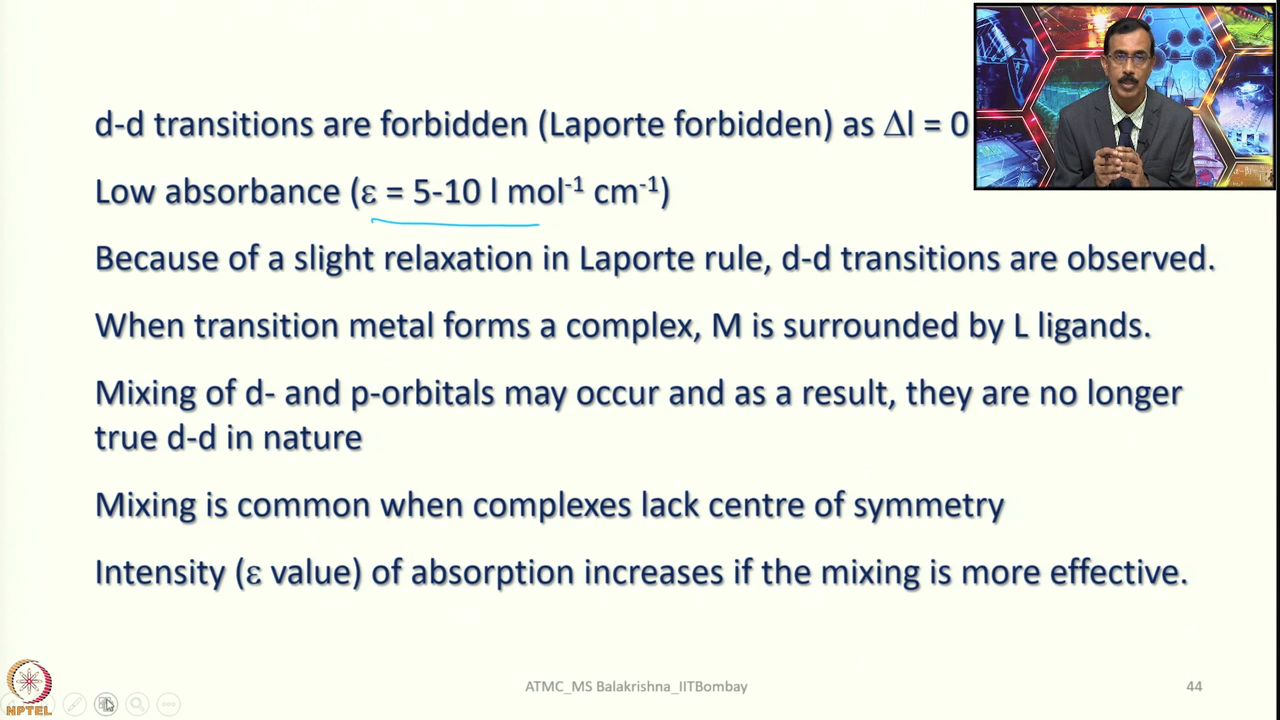 d-d transitions are forbidden (Laporte forbidden) as Δl = 0
Low absorbance (ε = 5-10 l mol⁻¹ cm⁻¹)
Because of a slight relaxation in Laporte rule, d-d transitions are observed.
When transition metal forms a complex, M is surrounded by L ligands.
Mixing of d- and p-orbitals may occur and as a result, they are no longer
true d-d in nature
Mixing is common when complexes lack centre of symmetry
Intensity (ε value) of absorption increases if the mixing is more effective.
NPTEL
ATMC_MS Balakrishna_IITBombay
44